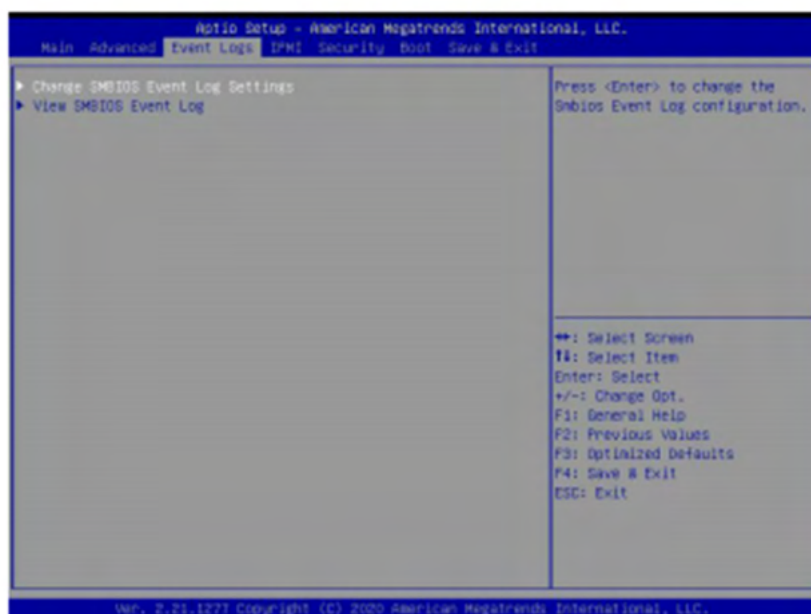 Aptio Setup - American Megatrends International, LLC.
Main Advanced Event Logs IPMI Security Boot Save & Exit
▶ Change SMBIOS Event Log Settings
▶ View SMBIOS Event Log
Press <Enter> to change the
Smbios Event Log configuration.
↔: Select Screen
↑↓: Select Item
Enter: Select
+/-: Change Opt.
F1: General Help
F2: Previous Values
F3: Optimized Defaults
F4: Save & Exit
ESC: Exit
Ver. 2.21.1277 Copyright (C) 2020 American Megatrends International, LLC.